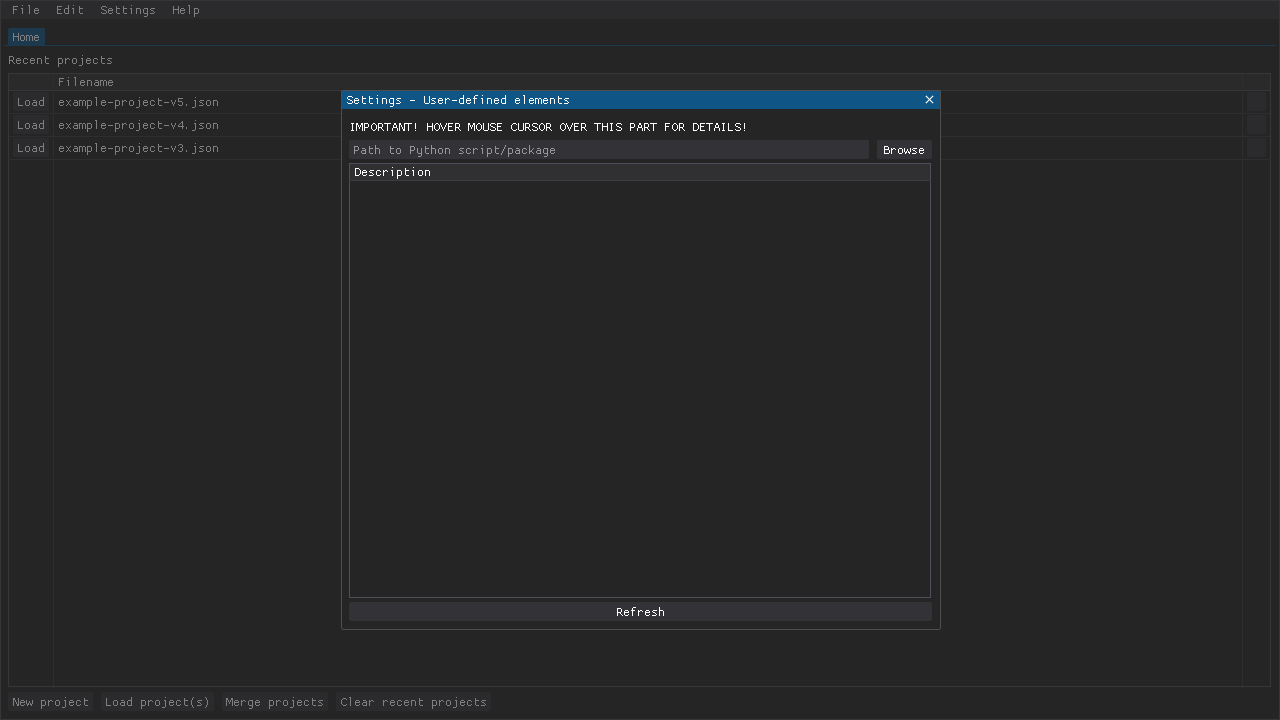 File Edit Settings Help
Home
Recent projects
Filename
Load example-project-v5.json
Load example-project-v4.json
Load example-project-v3.json
Settings - User-defined elements
IMPORTANT! HOVER MOUSE CURSOR OVER THIS PART FOR DETAILS!
Path to Python script/package Browse
Description
Refresh
New project Load project(s) Merge projects Clear recent projects